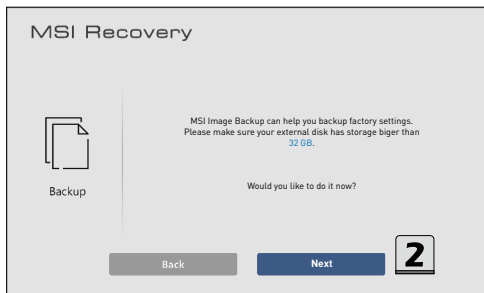 MSI Recovery
MSI Image Backup can help you backup factory settings.
Please make sure your external disk has storage biger than
32 GB.
Backup
Would you like to do it now?
Back
Next
2